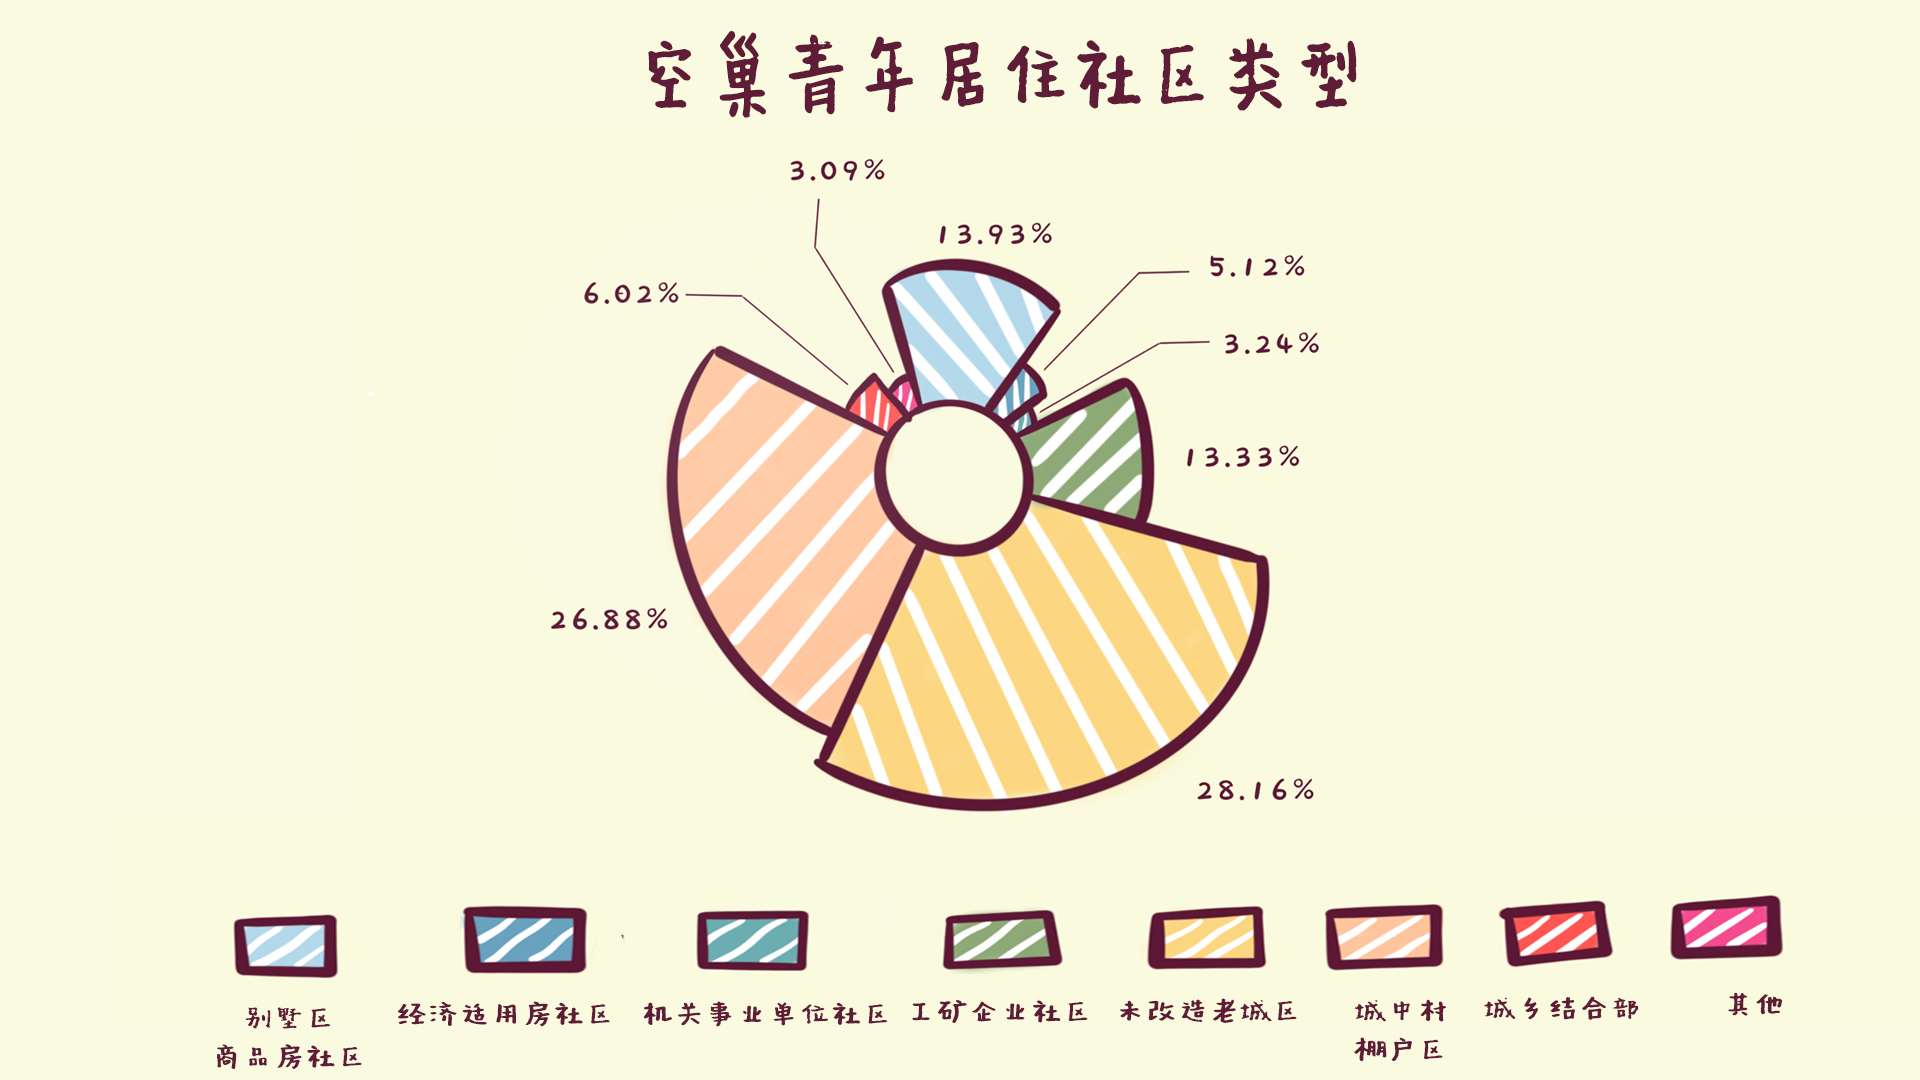 空巢青年居住社区类型
3.09%
13.93%
5.12%
6.02%
3.24%
13.33%
26.88%
28.16%
别墅区
商品房社区
经济适用房社区
机关事业单位社区
工矿企业社区
未改造老城区
城中村
棚户区
城乡结合部
其他